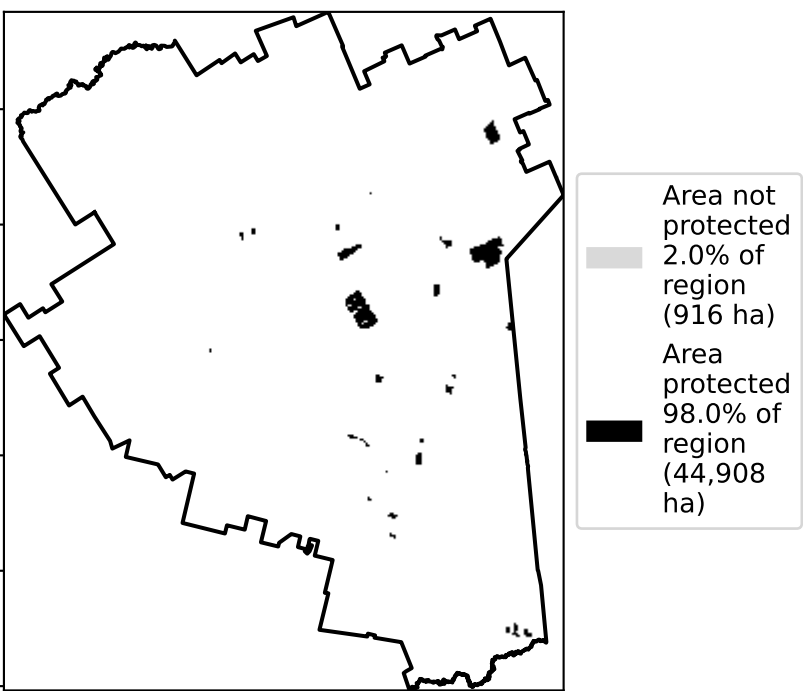 Area not
protected
2.0% of
region
(916 ha)
Area
protected
98.0% of
region
(44,908
ha)